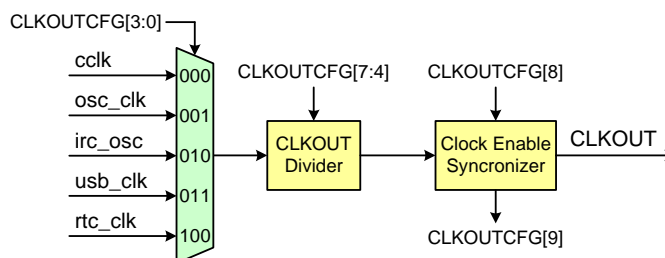 CLKOUTCFG[3:0]
cclk
000
CLKOUTCFG[7:4]
CLKOUTCFG[8]
osc_clk
001
CLKOUT
Divider
Clock Enable
Syncronizer
CLKOUT
irc_osc
010
usb_clk
011
rtc_clk
100
CLKOUTCFG[9]